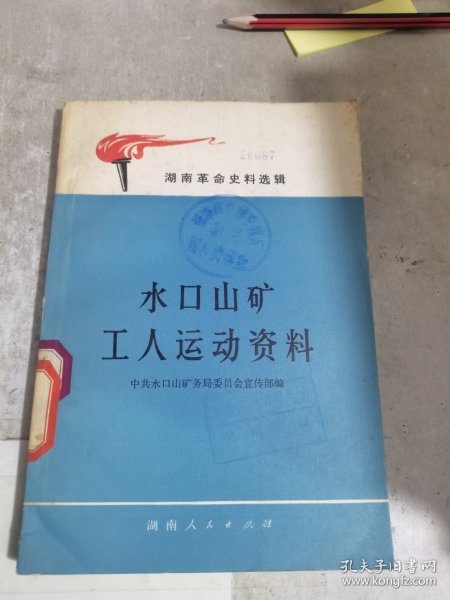 20087
湖南革命史料选辑
水口山矿
工人运动资料
中共水口山矿务局委员会宣传部编
湖南人民出版社
孔夫子旧书网
www.kongfz.com